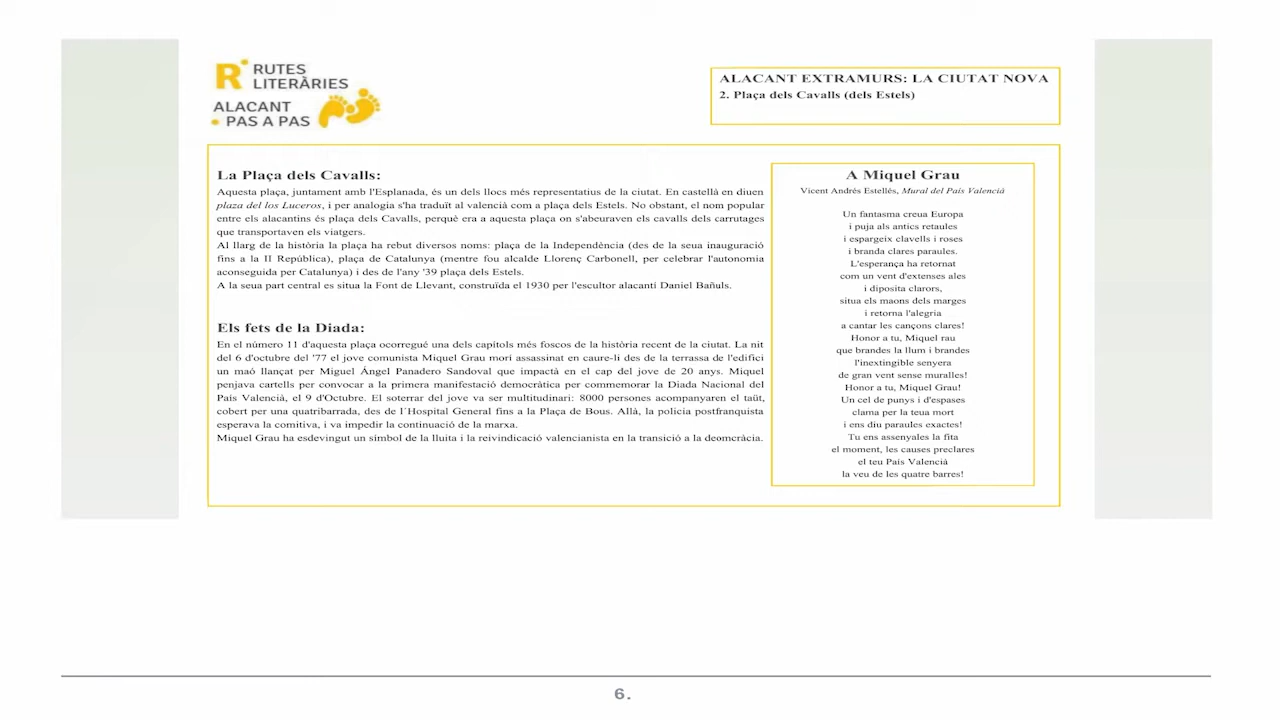 R RUTES
LITERÀRIES
ALACANT
PAS A PAS
ALACANT EXTRAMURS: LA CIUTAT NOVA
2. Plaça dels Cavalls (dels Estels)
La Plaça dels Cavalls:
Aquesta plaça, juntament amb l'Esplanada, és un dels llocs més representatius de la ciutat. En castellà en diuen
plaza del los Luceros, i per analogia s'ha traduït al valencià com a plaça dels Estels. No obstant, el nom popular
entre els alacantins és plaça dels Cavalls, perquè era a aquesta plaça on s'abeuraven els cavalls dels carrutages
que transportaven els viatgers.
Al llarg de la història la plaça ha rebut diversos noms: plaça de la Independència (des de la seua inauguració
fins a la II República), plaça de Catalunya (mentre fou alcalde Llorenç Carbonell, per celebrar l'autonomia
aconseguida per Catalunya) i des de l'any '39 plaça dels Estels.
A la seua part central es situa la Font de Llevant, construïda el 1930 per l'escultor alacantí Daniel Bañuls.
Els fets de la Diada:
En el número 11 d'aquesta plaça ocorregué una dels capítols més foscos de la història recent de la ciutat. La nit
del 6 d'octubre del '77 el jove comunista Miquel Grau morí assassinat en caure-li des de la terrassa de l'edifici
un maó llançat per Miguel Ángel Panadero Sandoval que impactà en el cap del jove de 20 anys. Miquel
penjava cartells per convocar a la primera manifestació democràtica per commemorar la Diada Nacional del
País Valencià, el 9 d'Octubre. El soterrar del jove va ser multitudinari: 8000 persones acompanyaren el taüt,
cobert per una quatribarrada, des de l´Hospital General fins a la Plaça de Bous. Allà, la policia postfranquista
esperava la comitiva, i va impedir la continuació de la marxa.
Miquel Grau ha esdevingut un símbol de la lluita i la reivindicació valencianista en la transició a la deomcràcia.
A Miquel Grau
Vicent Andrés Estellés, Mural del País Valencià
Un fantasma creua Europa
i puja als antics retaules
i espargeix clavells i roses
i branda clares paraules.
L'esperança ha retornat
com un vent d'extenses ales
i diposita clarors,
situa els maons dels marges
i retorna l'alegria
a cantar les cançons clares!
Honor a tu, Miquel rau
que brandes la llum i brandes
l'inextingible senyera
de gran vent sense muralles!
Honor a tu, Miquel Grau!
Un cel de punys i d'espases
clama per la teua mort
i ens diu paraules exactes!
Tu ens assenyales la fita
el moment, les causes preclares
el teu País Valencià
la veu de les quatre barres!
6.